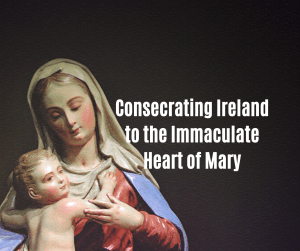 Consecrating Ireland
to the Immaculate
Heart of Mary